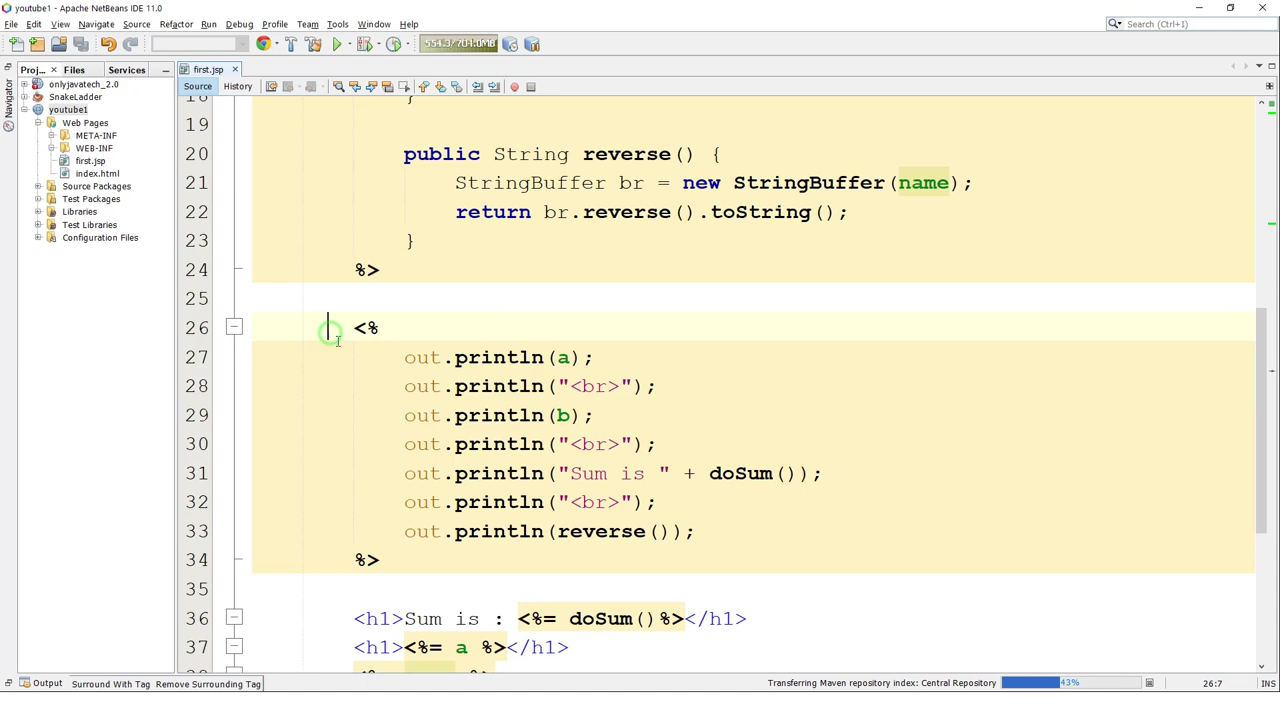 youtube1 - Apache NetBeans IDE 11.0
File Edit View Navigate Source Refactor Run Debug Profile Team Tools Window Help
Search (Ctrl+I)
Proj... Files Services
first.jsp
Source History
Navigator
onlyjavatech_2.0
SnakeLadder
youtube1
Web Pages
META-INF
WEB-INF
first.jsp
index.html
Source Packages
Test Packages
Libraries
Test Libraries
Configuration Files
18 }
19
20 public String reverse() {
21 StringBuffer br = new StringBuffer(name);
22 return br.reverse().toString();
23 }
24 %>
25
26 <%
27 out.println(a);
28 out.println("<br>");
29 out.println(b);
30 out.println("<br>");
31 out.println("Sum is " + doSum());
32 out.println("<br>");
33 out.println(reverse());
34 %>
35
36 <h1>Sum is : <%= doSum()%></h1>
37 <h1><%= a %></h1>
Output Surround With Tag Remove Surrounding Tag
Transferring Maven repository index: Central Repository 43% 26:7 INS